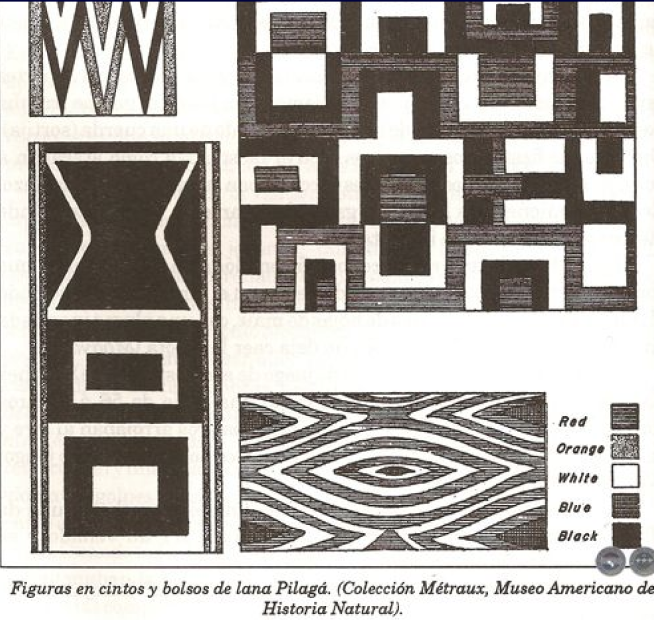 Red
Orange
White
Blue
Black
Figuras en cintos y bolsos de lana Pilagá. (Colección Métraux, Museo Americano de
Historia Natural).